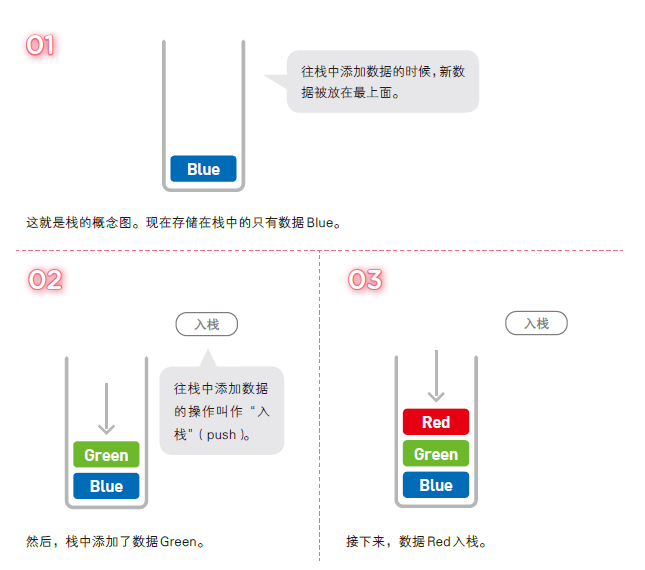 01
往栈中添加数据的时候，新数
据被放在最上面。
Blue
这就是栈的概念图。现在存储在栈中的只有数据Blue。
02
入栈
往栈中添加数据
的操作叫作“入
栈”（push）。
Green
Blue
然后，栈中添加了数据Green。
03
入栈
Red
Green
Blue
接下来，数据Red入栈。